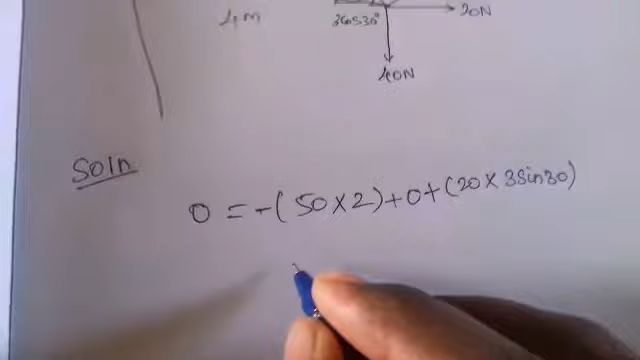 4m
3cos30°
20N
40N
Soln
0 = -(50×2)+0+(20×3Sin30)